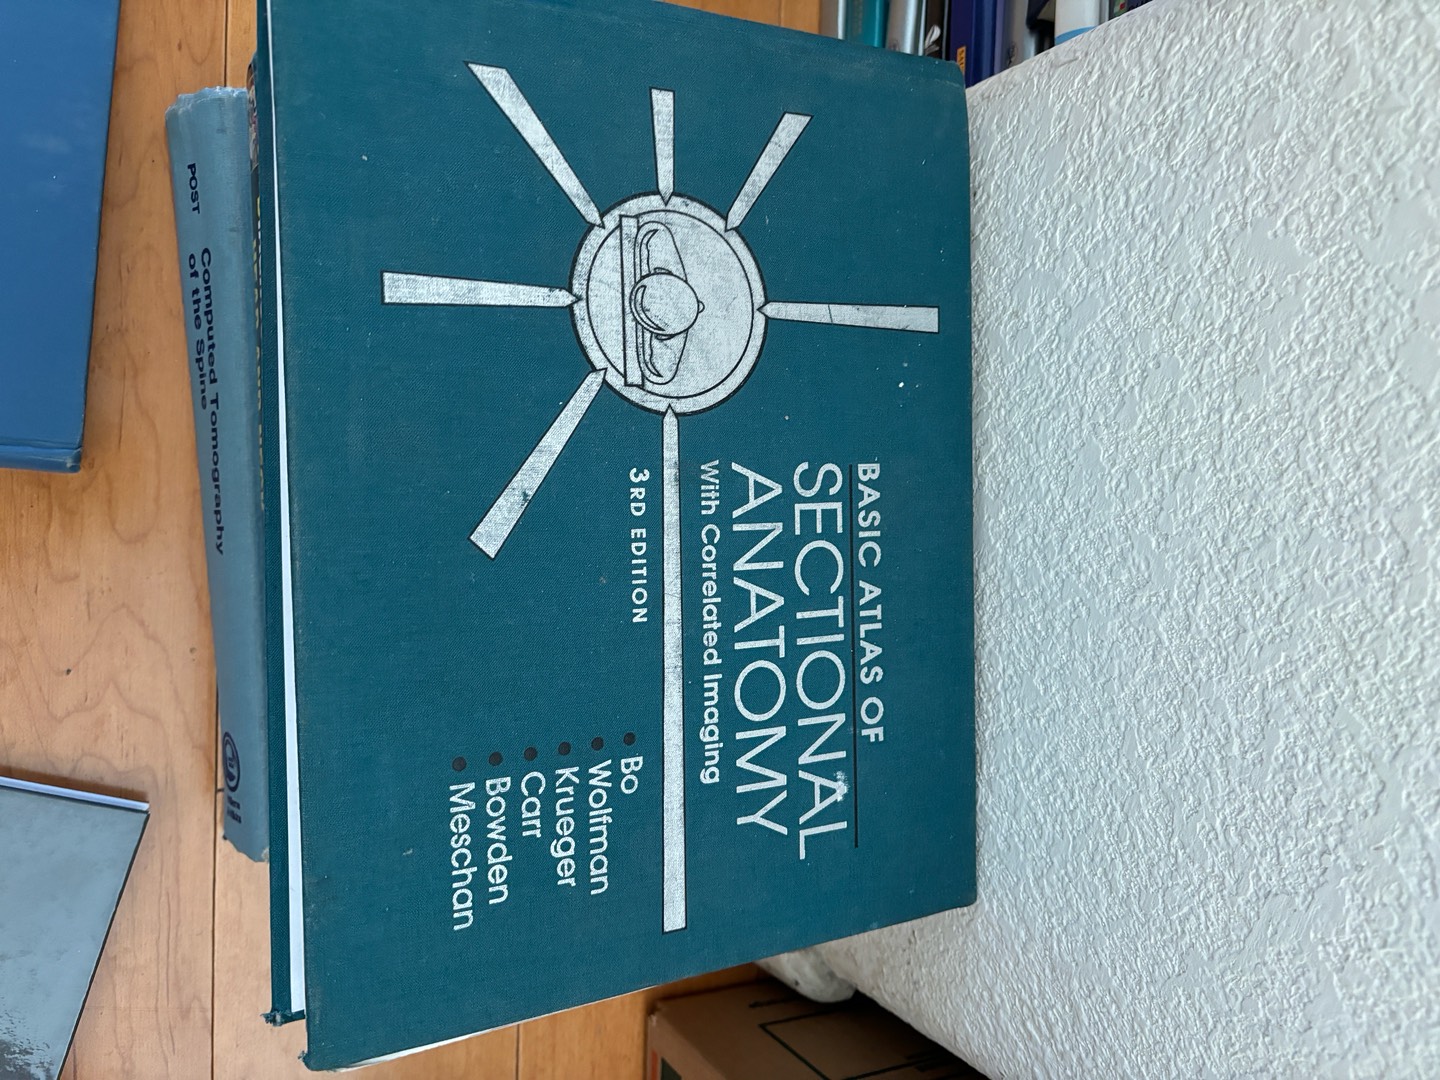 BASIC ATLAS OF
SECTIONAL
ANATOMY
With Correlated Imaging
3RD EDITION
• Bo
• Wolfman
• Krueger
• Carr
• Bowden
• Meschan
POST
Computed Tomography
of the Spine